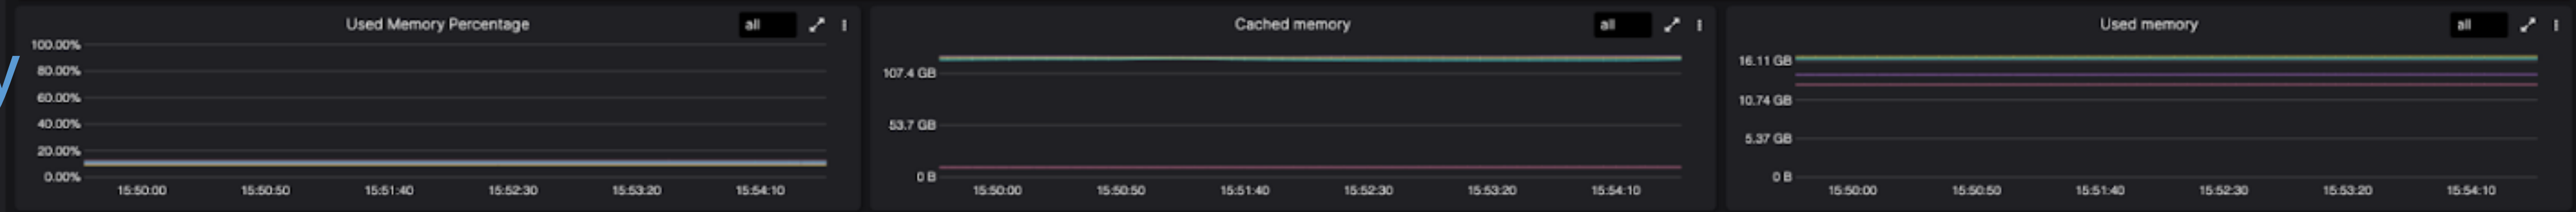 Used Memory Percentage
all
100.00%
80.00%
60.00%
40.00%
20.00%
0.00%
15:50:00 15:50:50 15:51:40 15:52:30 15:53:20 15:54:10
Cached memory
all
107.4 GB
53.7 GB
0 B
15:50:00 15:50:50 15:51:40 15:52:30 15:53:20 15:54:10
Used memory
all
16.11 GB
10.74 GB
5.37 GB
0 B
15:50:00 15:50:50 15:51:40 15:52:30 15:53:20 15:54:10